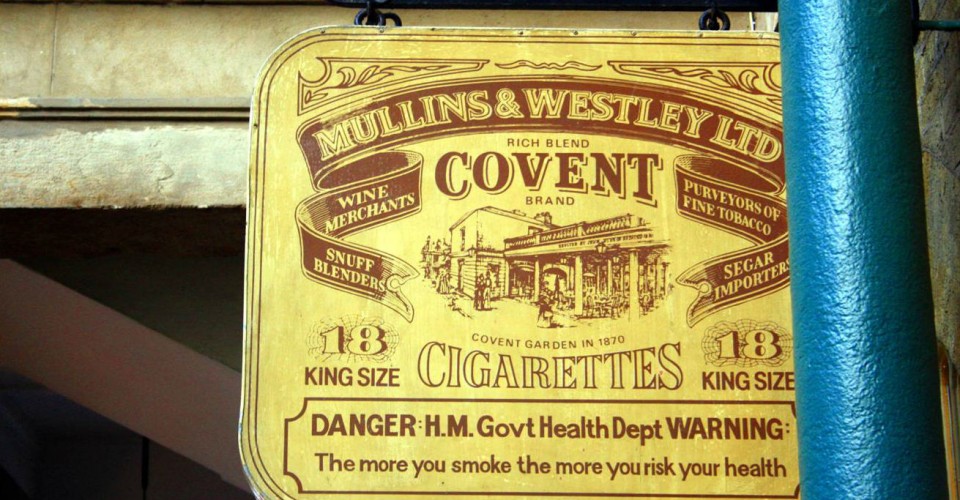 MULLINS & WESTLEY LTD
RICH BLEND
COVENT
BRAND
WINE
MERCHANTS
SNUFF
BLENDERS
PURVEYORS OF
FINE TOBACCO
SEGAR
IMPORTERS
COVENT GARDEN IN 1870
18
KING SIZE
CIGARETTES
18
KING SIZE
DANGER: H.M. Govt Health Dept WARNING:
The more you smoke the more you risk your health